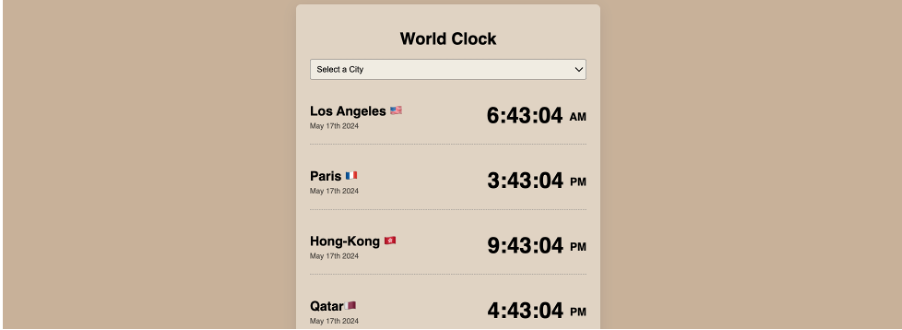 World Clock
Select a City
Los Angeles 🇺🇸
May 17th 2024
6:43:04 AM
Paris 🇫🇷
May 17th 2024
3:43:04 PM
Hong-Kong 🇭🇰
May 17th 2024
9:43:04 PM
Qatar🇶🇦
May 17th 2024
4:43:04 PM